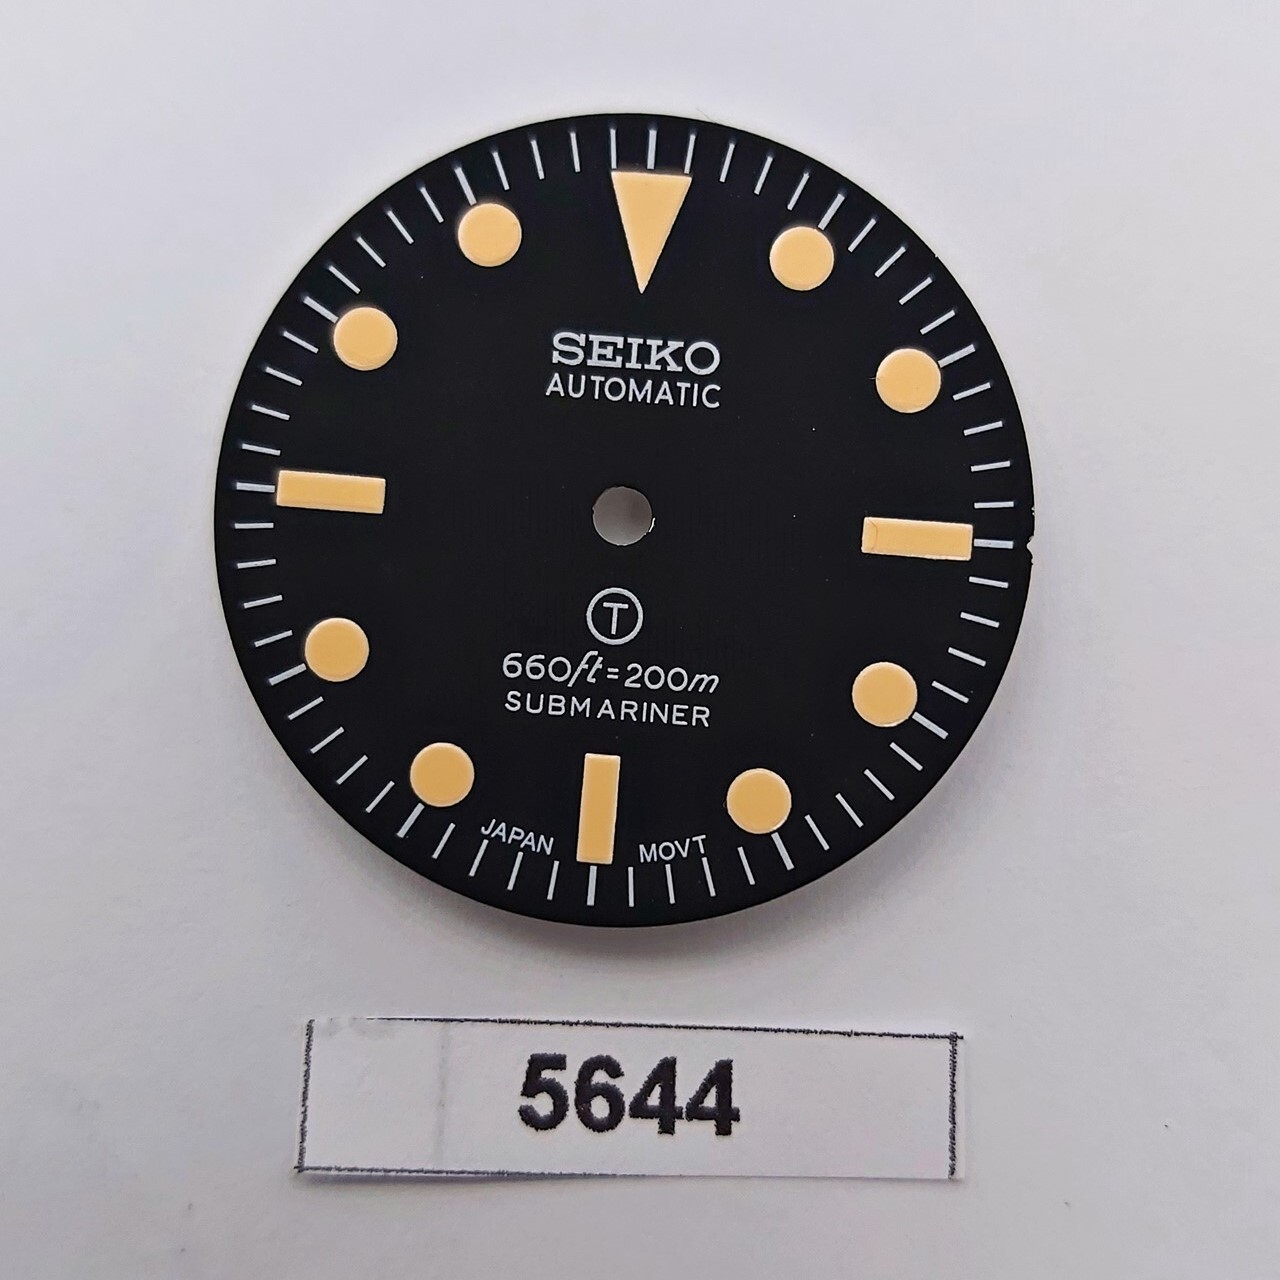 SEIKO
AUTOMATIC
T
660ft=200m
SUBMARINER
JAPAN MOVT
5644